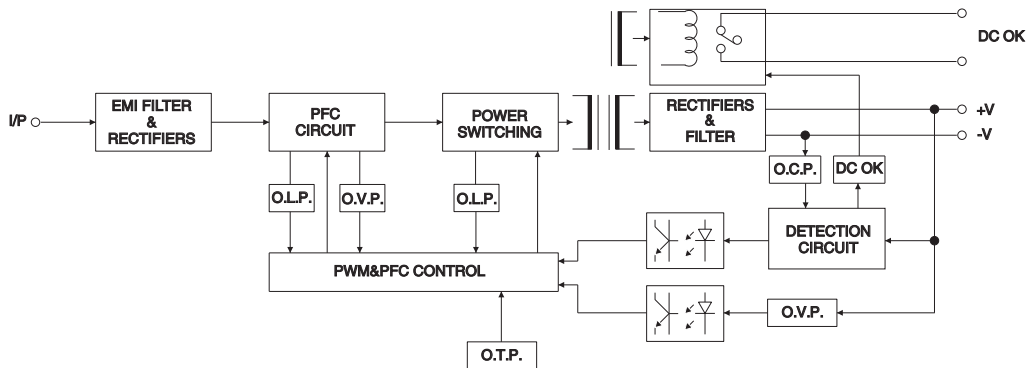 DC OK
I/P
EMI FILTER
&
RECTIFIERS
PFC
CIRCUIT
POWER
SWITCHING
RECTIFIERS
&
FILTER
+V
-V
O.L.P.
O.V.P.
O.L.P.
O.C.P.
DC OK
DETECTION
CIRCUIT
PWM&PFC CONTROL
O.V.P.
O.T.P.